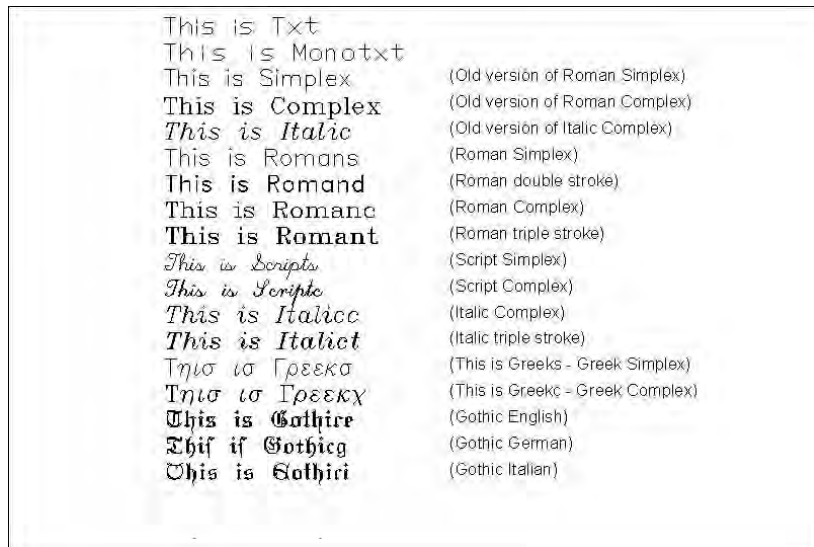 This is Txt
This is Monotxt
This is Simplex (Old version of Roman Simplex)
This is Complex (Old version of Roman Complex)
This is Italic (Old version of Italic Complex)
This is Romans (Roman Simplex)
This is Romand (Roman double stroke)
This is Romanc (Roman Complex)
This is Romant (Roman triple stroke)
This is Scripts (Script Simplex)
This is Scriptc (Script Complex)
This is Italicc (Italic Complex)
This is Italict (Italic triple stroke)
Τηισ ισ Γρεεκσ (This is Greeks - Greek Simplex)
Τηισ ισ Γρεεκχ (This is Greekc - Greek Complex)
This is Gothice (Gothic English)
Thiſ iſ Gothicg (Gothic German)
This is Gothici (Gothic Italian)